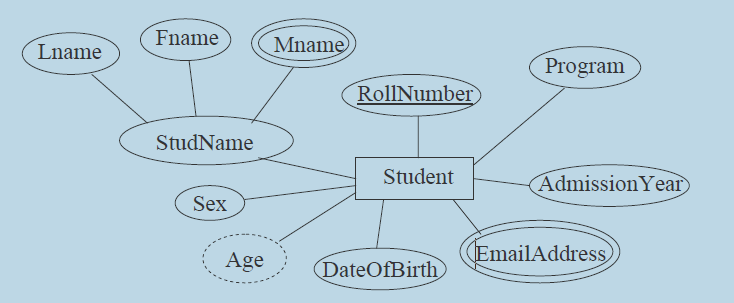 Lname
Fname
Mname
Program
RollNumber
StudName
Student
AdmissionYear
Sex
Age
DateOfBirth
EmailAddress